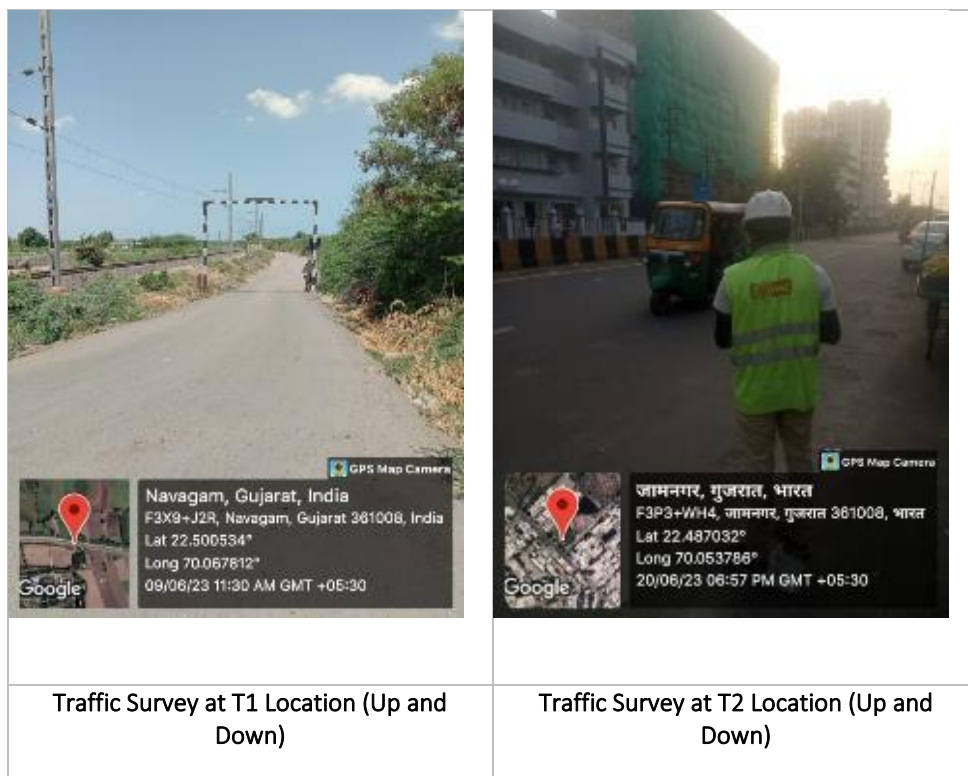 GPS Map Camera
Navagam, Gujarat, India
F3X9+J2R, Navagam, Gujarat 361008, India
Lat 22.500534°
Long 70.067812°
09/06/23 11:30 AM GMT +05:30
Google
GPS Map Camera
जामनगर, गुजरात, भारत
F3P3+WH4, जामनगर, गुजरात 361008, भारत
Lat 22.487032°
Long 70.053786°
20/06/23 06:57 PM GMT +05:30
Google
Traffic Survey at T1 Location (Up and
Down)
Traffic Survey at T2 Location (Up and
Down)